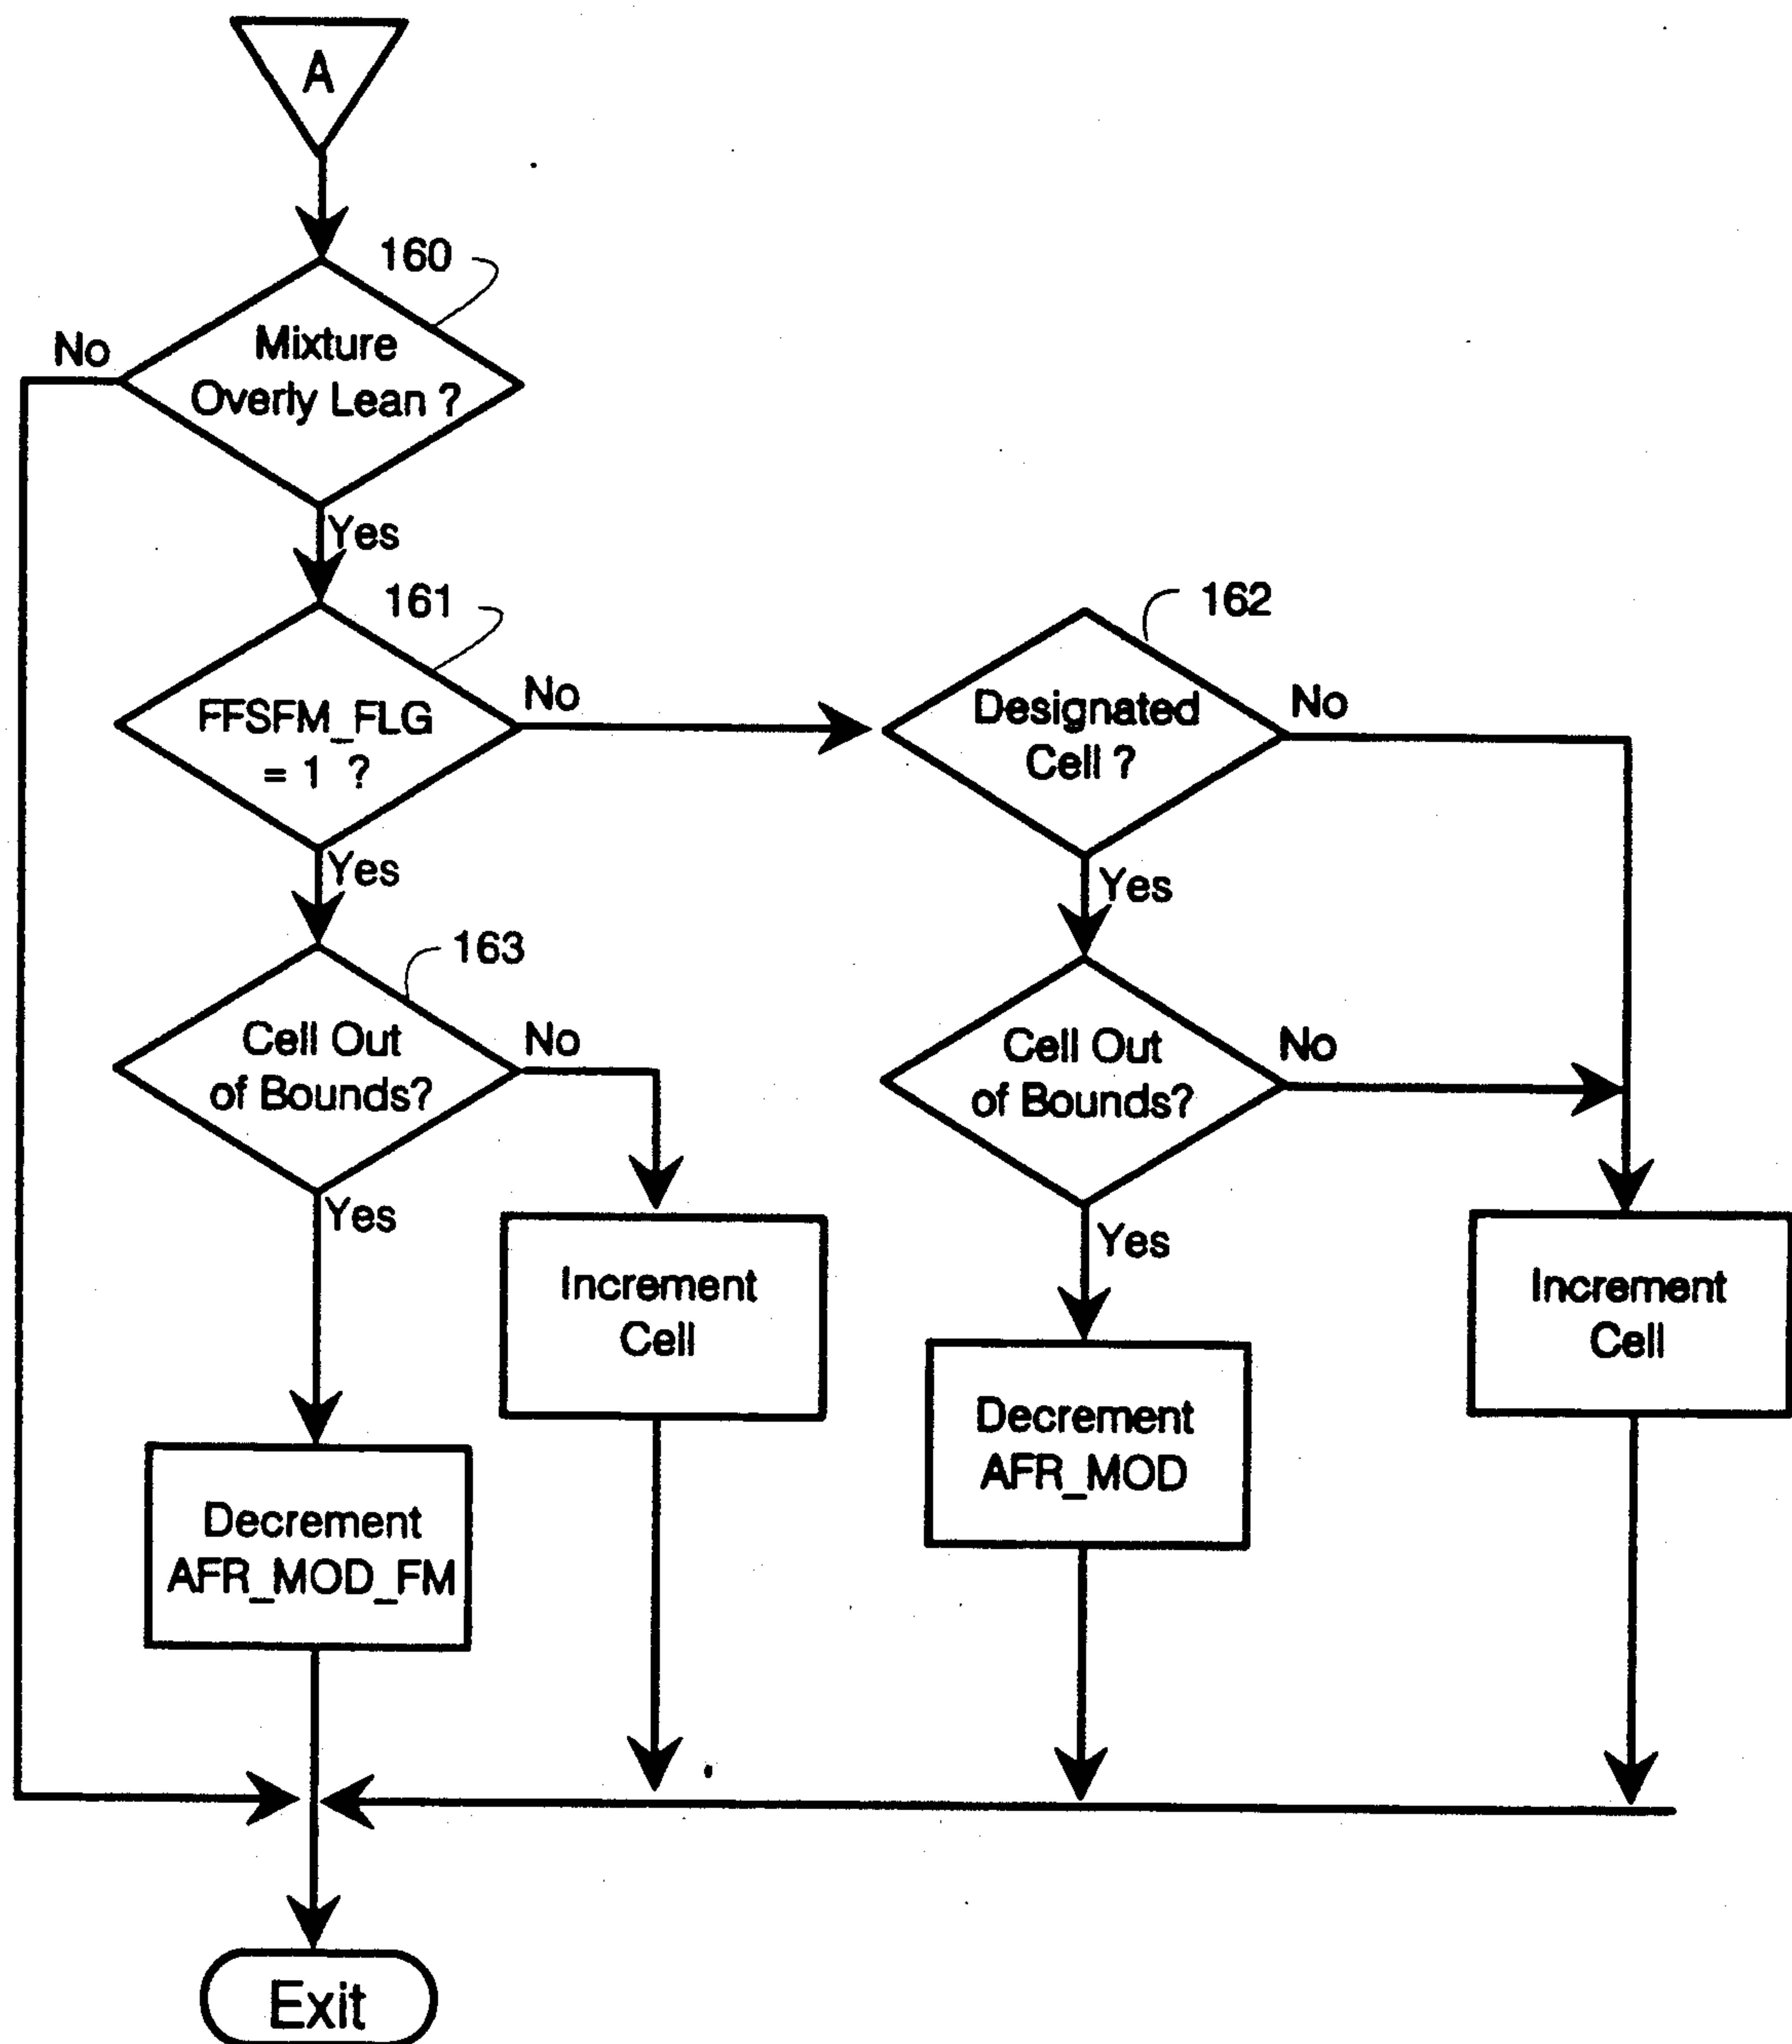 A
160
No
Mixture
Overly Lean ?
Yes
161
162
FFSFM_FLG
= 1 ?
No
Designated
Cell ?
No
Yes
Yes
163
Cell Out
of Bounds?
No
Cell Out
of Bounds?
No
Yes
Yes
Increment
Cell
Increment
Cell
Decrement
AFR_MOD
Decrement
AFR_MOD_FM
Exit